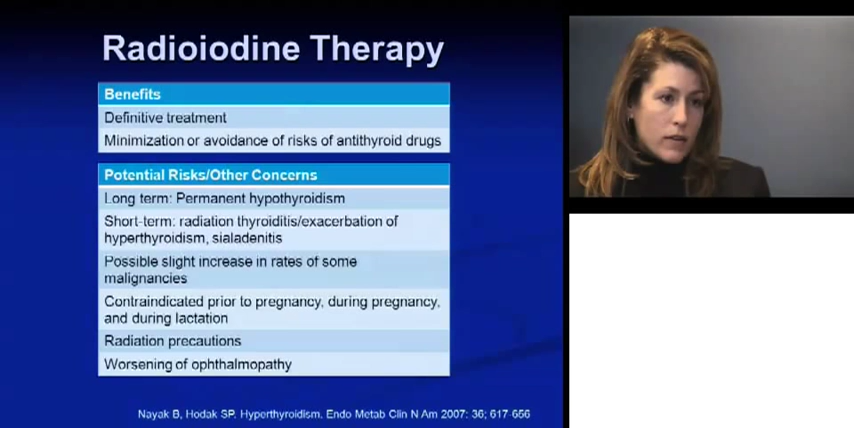 Radioiodine Therapy
Benefits
Definitive treatment
Minimization or avoidance of risks of antithyroid drugs
Potential Risks/Other Concerns
Long term: Permanent hypothyroidism
Short-term: radiation thyroiditis/exacerbation of
hyperthyroidism, sialadenitis
Possible slight increase in rates of some
malignancies
Contraindicated prior to pregnancy, during pregnancy,
and during lactation
Radiation precautions
Worsening of ophthalmopathy
Nayak B, Hodak SP. Hyperthyroidism. Endo Metab Clin N Am 2007: 36; 617-656